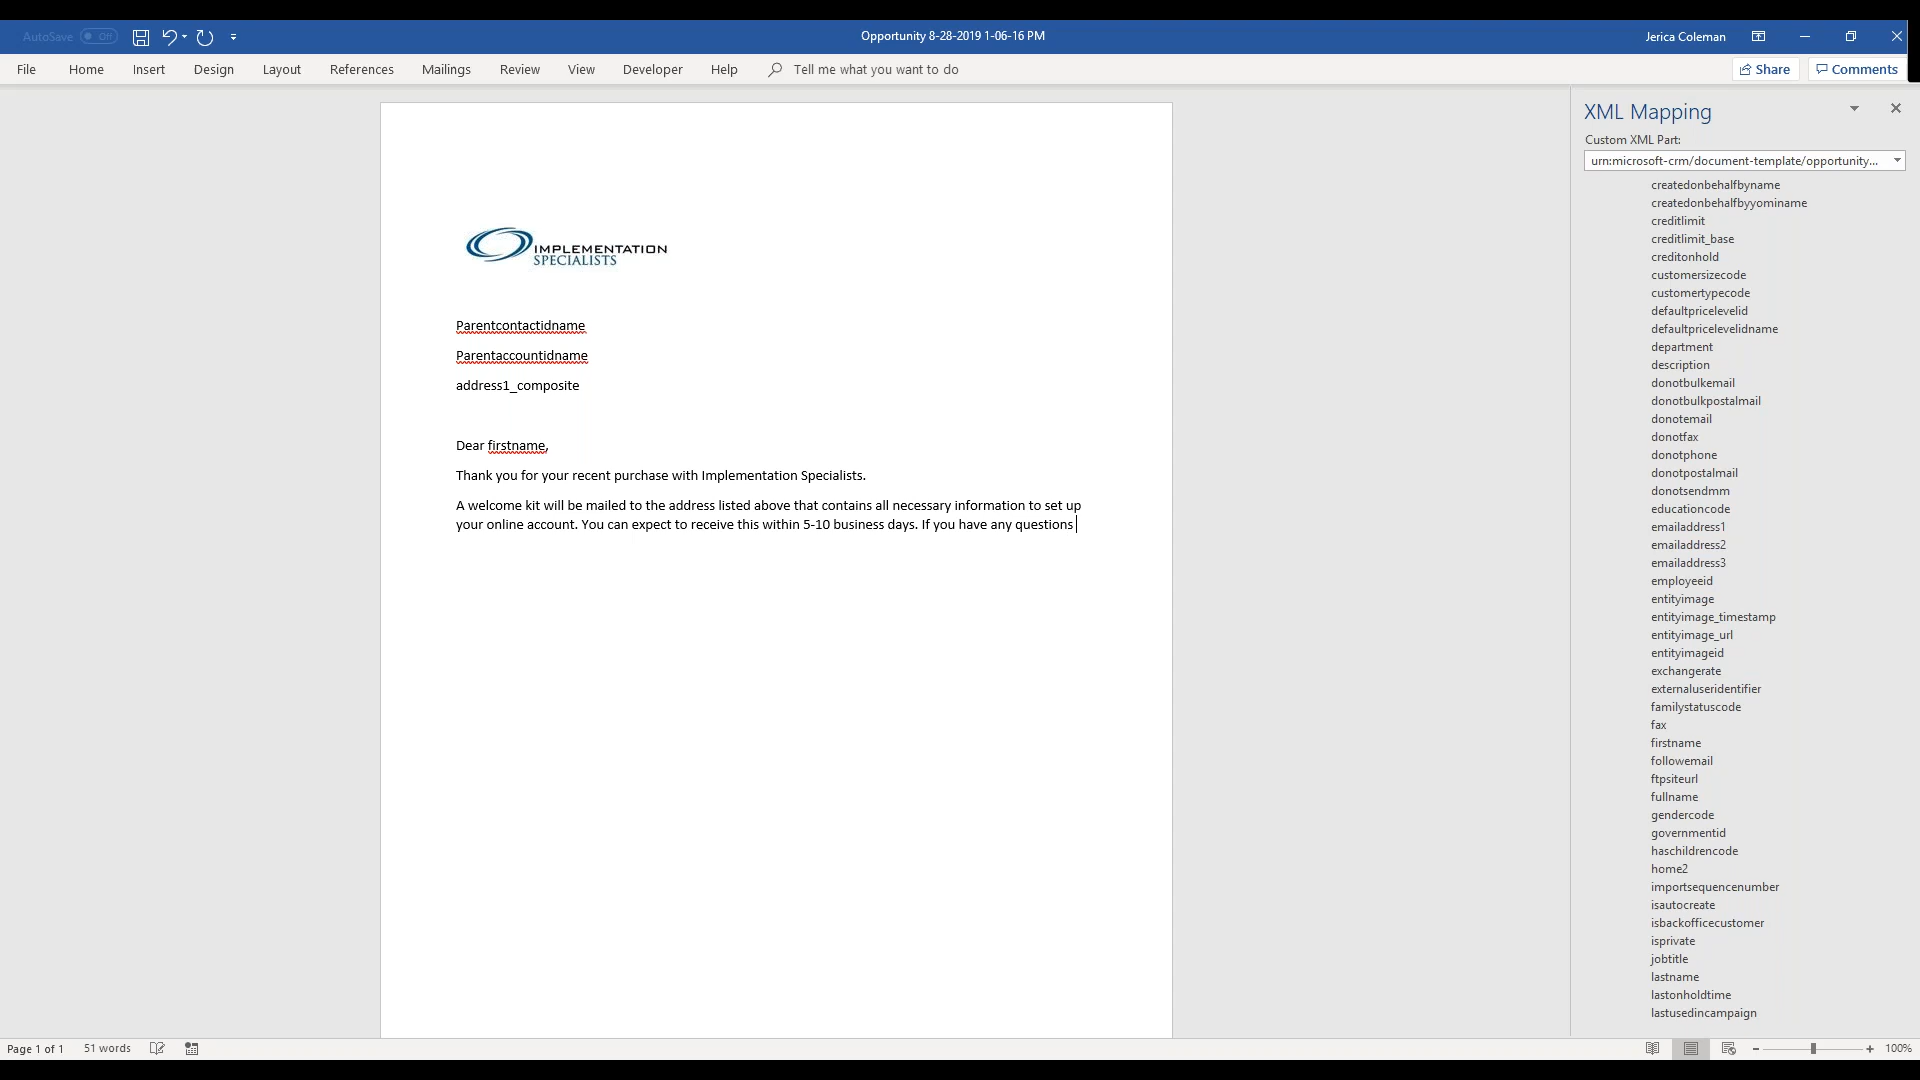 AutoSave Off
Opportunity 8-28-2019 1-06-16 PM
Jerica Coleman
File Home Insert Design Layout References Mailings Review View Developer Help Tell me what you want to do
Share Comments
IMPLEMENTATION
SPECIALISTS
Parentcontactidname
Parentaccountidname
address1_composite
Dear firstname,
Thank you for your recent purchase with Implementation Specialists.
A welcome kit will be mailed to the address listed above that contains all necessary information to set up
your online account. You can expect to receive this within 5-10 business days. If you have any questions
XML Mapping
Custom XML Part:
urn:microsoft-crm/document-template/opportunity...
createdonbehalfbyname
createdonbehalfbyyominame
creditlimit
creditlimit_base
creditonhold
customersizecode
customertypecode
defaultpricelevelid
defaultpricelevelidname
department
description
donotbulkemail
donotbulkpostalmail
donotemail
donotfax
donotphone
donotpostalmail
donotsendmm
educationcode
emailaddress1
emailaddress2
emailaddress3
employeeid
entityimage
entityimage_timestamp
entityimage_url
entityimageid
exchangerate
externaluseridentifier
familystatuscode
fax
firstname
followemail
ftpsiteurl
fullname
gendercode
governmentid
haschildrencode
home2
importsequencenumber
isautocreate
isbackofficecustomer
isprivate
jobtitle
lastname
lastonholdtime
lastusedincampaign
Page 1 of 1 51 words
100%